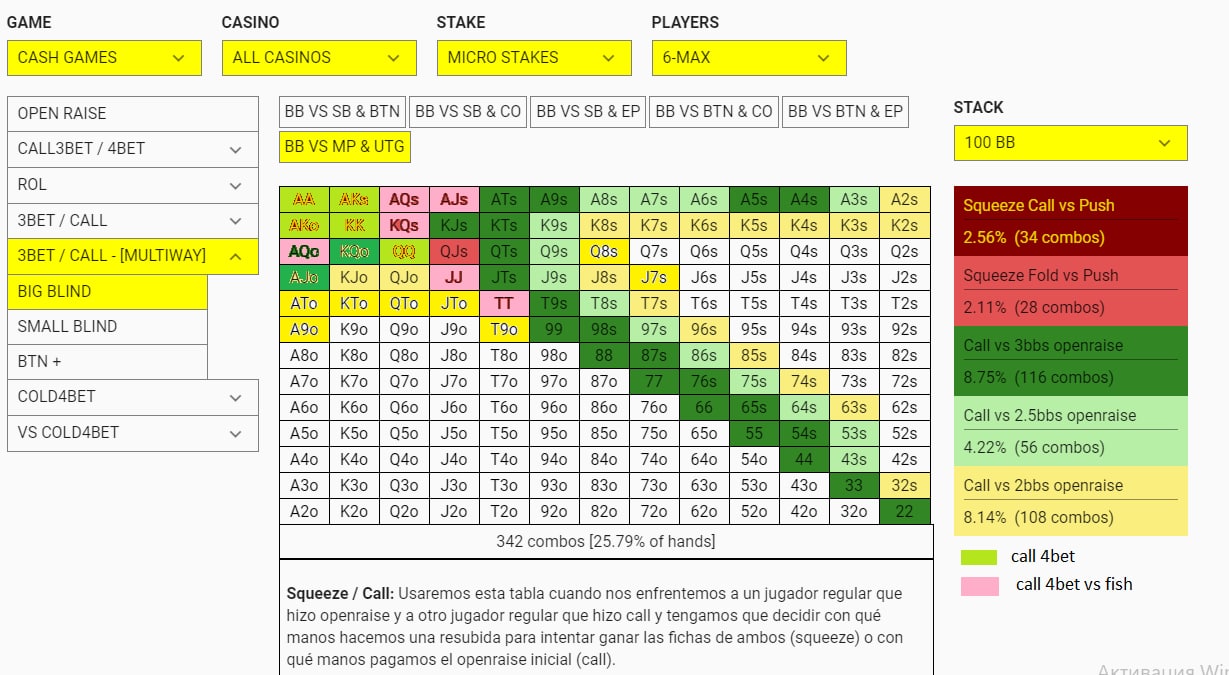 GAME CASINO STAKE PLAYERS
CASH GAMES ALL CASINOS MICRO STAKES 6-MAX
OPEN RAISE
CALL3BET / 4BET
ROL
3BET / CALL
3BET / CALL - [MULTIWAY]
BIG BLIND
SMALL BLIND
BTN +
COLD4BET
VS COLD4BET
BB VS SB & BTN BB VS SB & CO BB VS SB & EP BB VS BTN & CO BB VS BTN & EP
BB VS MP & UTG
AA AKs AQs AJs ATs A9s A8s A7s A6s A5s A4s A3s A2s
AKo KK KQs KJs KTs K9s K8s K7s K6s K5s K4s K3s K2s
AQo KQo QQ QJs QTs Q9s Q8s Q7s Q6s Q5s Q4s Q3s Q2s
AJo KJo QJo JJ JTs J9s J8s J7s J6s J5s J4s J3s J2s
ATo KTo QTo JTo TT T9s T8s T7s T6s T5s T4s T3s T2s
A9o K9o Q9o J9o T9o 99 98s 97s 96s 95s 94s 93s 92s
A8o K8o Q8o J8o T8o 98o 88 87s 86s 85s 84s 83s 82s
A7o K7o Q7o J7o T7o 97o 87o 77 76s 75s 74s 73s 72s
A6o K6o Q6o J6o T6o 96o 86o 76o 66 65s 64s 63s 62s
A5o K5o Q5o J5o T5o 95o 85o 75o 65o 55 54s 53s 52s
A4o K4o Q4o J4o T4o 94o 84o 74o 64o 54o 44 43s 42s
A3o K3o Q3o J3o T3o 93o 83o 73o 63o 53o 43o 33 32s
A2o K2o Q2o J2o T2o 92o 82o 72o 62o 52o 42o 32o 22
342 combos [25.79% of hands]
Squeeze / Call: Usaremos esta tabla cuando nos enfrentemos a un jugador regular que
hizo openraise y a otro jugador regular que hizo call y tengamos que decidir con qué
manos hacemos una resubida para intentar ganar las fichas de ambos (squeeze) o con
qué manos pagamos el openraise inicial (call).
STACK
100 BB
Squeeze Call vs Push
2.56% (34 combos)
Squeeze Fold vs Push
2.11% (28 combos)
Call vs 3bbs openraise
8.75% (116 combos)
Call vs 2.5bbs openraise
4.22% (56 combos)
Call vs 2bbs openraise
8.14% (108 combos)
call 4bet
call 4bet vs fish
Активация Win